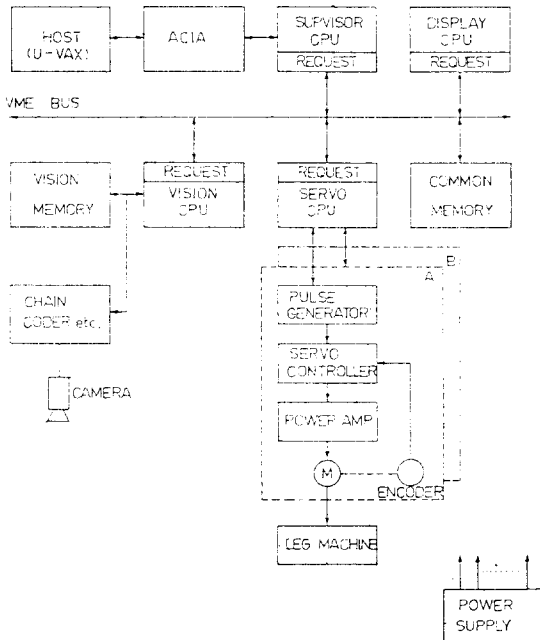 HOST
(U-VAX)
ACIA
SUPVISOR
CPU
REQUEST
DISPLAY
CPU
REQUEST
VME BUS
VISION
MEMORY
REQUEST
VISION
CPU
REQUEST
SERVO
CPU
COMMON
MEMORY
B
A
CHAIN
CODER etc.
PULSE
GENERATOR
SERVO
CONTROLLER
CAMERA
POWER AMP
M
ENCODER
LEG MACHINE
POWER
SUPPLY